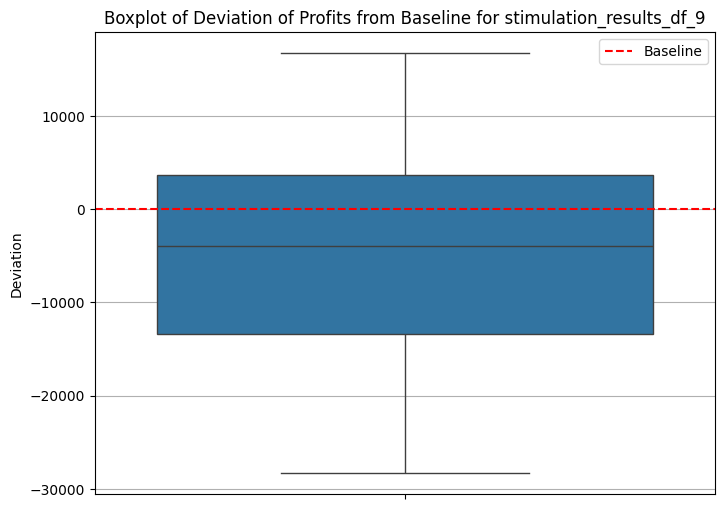 Boxplot of Deviation of Profits from Baseline for stimulation_results_df_9
Baseline
10000
0
−10000
−20000
−30000
Deviation